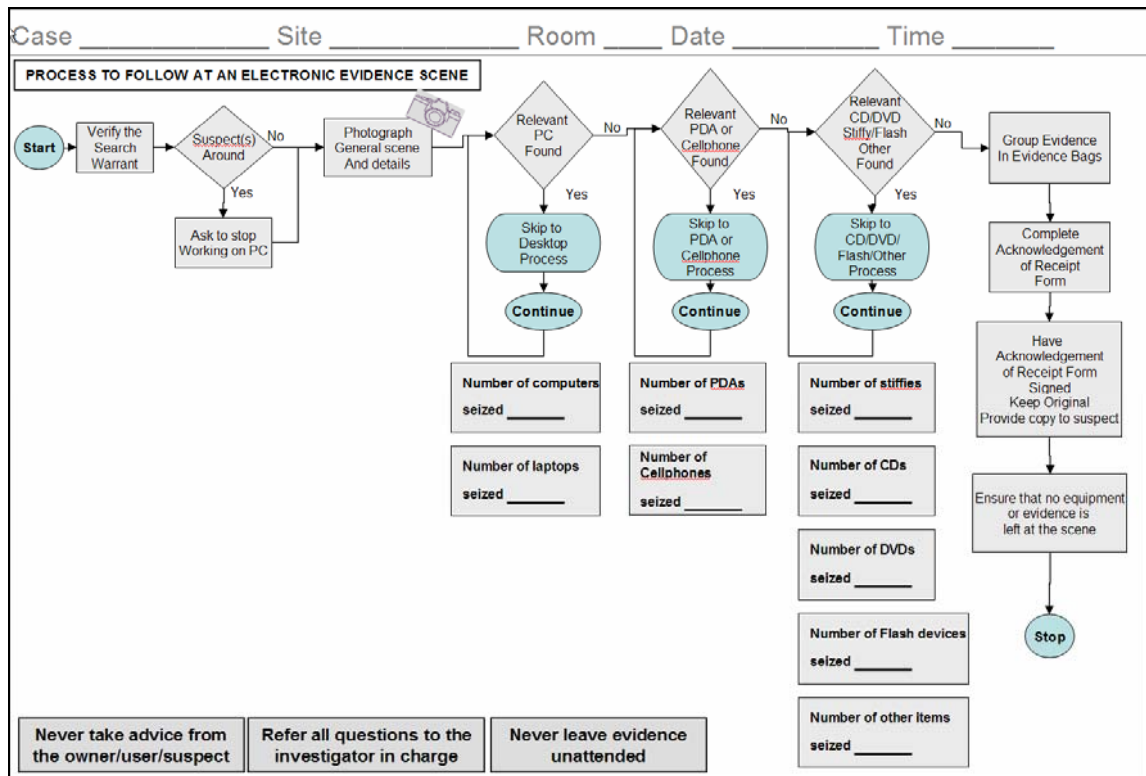 Case _____________ Site _____________ Room ____ Date __________ Time _______
PROCESS TO FOLLOW AT AN ELECTRONIC EVIDENCE SCENE
Start
Verify the
Search
Warrant
Suspect(s)
Around
No
Yes
Ask to stop
Working on PC
Photograph
General scene
And details
Relevant
PC
Found
No
Yes
Skip to
Desktop
Process
Continue
Number of computers
seized ________
Number of laptops
seized ________
Relevant
PDA or
Cellphone
Found
No
Yes
Skip to
PDA or
Cellphone
Process
Continue
Number of PDAs
seized ________
Number of
Cellphones
seized ________
Relevant
CD/DVD
Stiffy/Flash
Other
Found
No
Yes
Skip to
CD/DVD/
Flash/Other
Process
Continue
Number of stiffies
seized ________
Number of CDs
seized ________
Number of DVDs
seized ________
Number of Flash devices
seized ________
Number of other Items
seized ________
Group Evidence
In Evidence Bags
Complete
Acknowledgement
of Receipt
Form
Have
Acknowledgement
of Receipt Form
Signed
Keep Original
Provide copy to suspect
Ensure that no equipment
or evidence is
left at the scene
Stop
Never take advice from
the owner/user/suspect
Refer all questions to the
investigator in charge
Never leave evidence
unattended